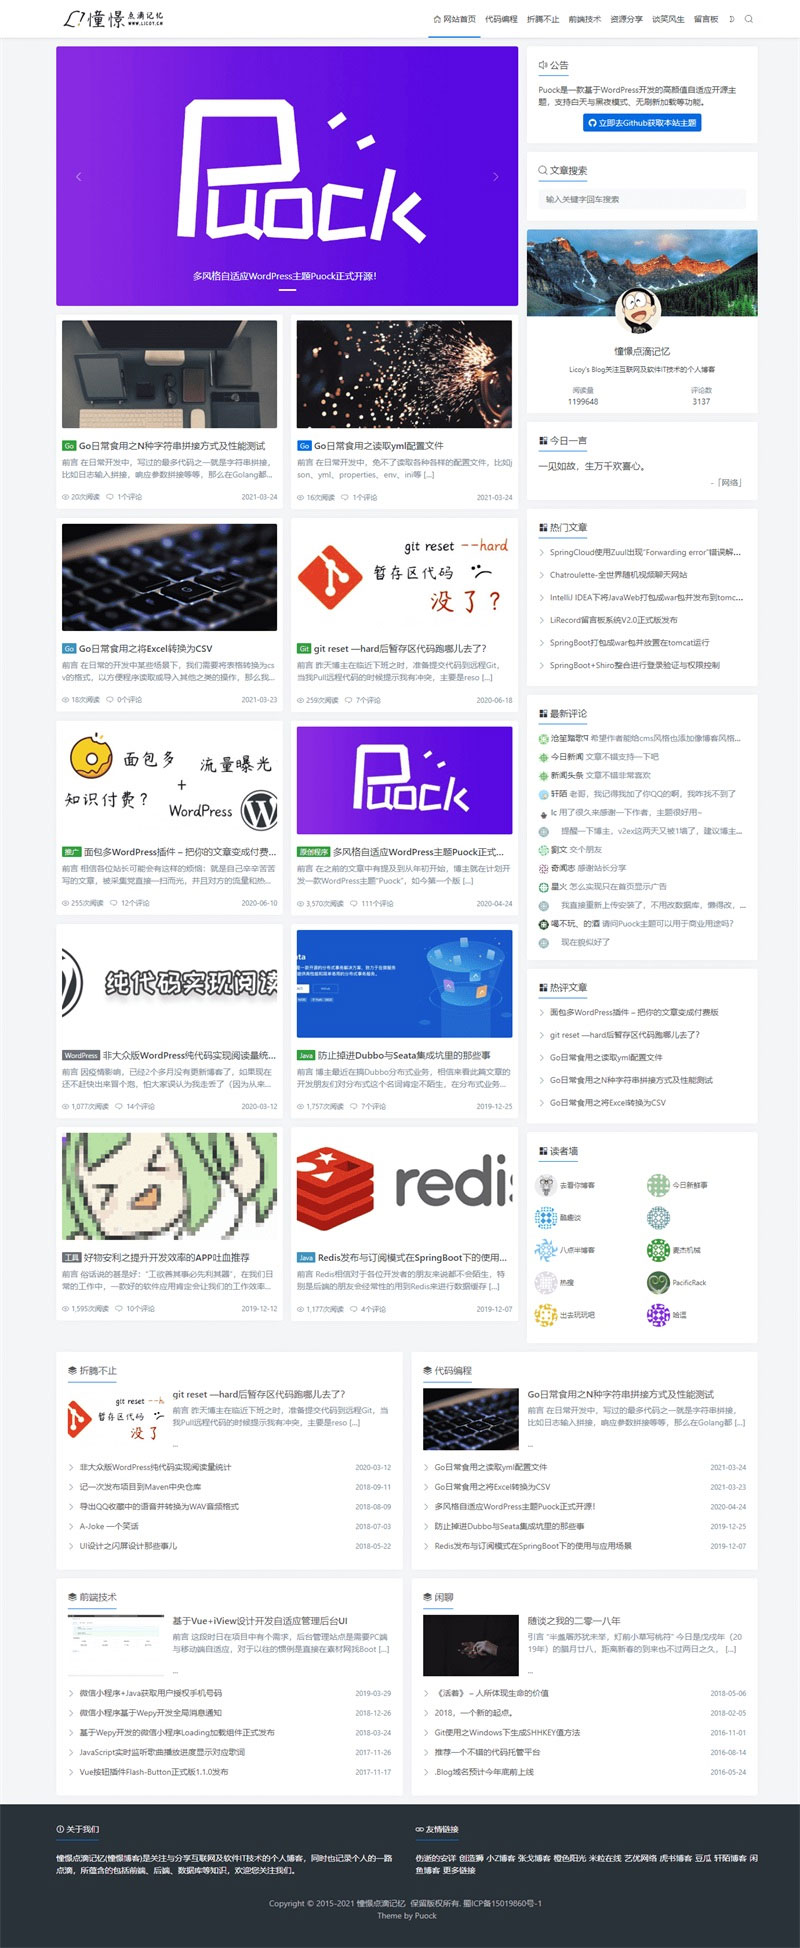 憧憬点滴记忆
WWW.LICOY.CN
网站首页 代码编程 折腾不止 前端技术 资源分享 谈笑风生 留言板
Puock
多风格自适应WordPress主题Puock正式开源!
公告
Puock是一款基于WordPress开发的高颜值自适应开源主题，支持白天与黑夜模式、无刷新加载等功能。
立即去Github获取本站主题
文章搜索
输入关键字回车搜索
憧憬点滴记忆
Licoy's Blog关注互联网及软件IT技术的个人博客
阅读量 评论数
1199648 3137
今日一言
一见如故，生万千欢喜心。
-「网络」
热门文章
SpringCloud使用Zuul出现"Forwarding error"错误解...
Chatroulette-全世界随机视频聊天网站
IntelliJ IDEA下将JavaWeb打包成war包并发布到tomc...
LiRecord留言板系统V2.0正式版发布
SpringBoot打包成war包并放置在tomcat运行
SpringBoot+Shiro整合进行登录验证与权限控制
最新评论
希望作者能给cms风格也添加像博客风格...
今日新闻 文章不错支持一下吧
新闻头条 文章不错非常喜欢
轩陌 老哥，我记得我加了你QQ的啊，我咋找不到了
lc 用了很久来感谢一下作者，主题很好用~
提醒一下博主，v2ex这两天又被1墙了，建议博主...
劉文 交个朋友
奇闻志 感谢站长分享
星火 怎么实现只在首页显示广告
我直接重新上传安装了，不用改数据库，懒得改，...
喝不玩、的酒 请问Puock主题可以用于商业用途吗?
现在貌似好了
热评文章
面包多WordPress插件 – 把你的文章变成付费版
git reset —hard后暂存区代码跑哪儿去了?
Go日常食用之读取yml配置文件
Go日常食用之N种字符串拼接方式及性能测试
Go日常食用之将Excel转换为CSV
读者墙
去看你博客 今日新鲜事
酷趣谈
八点半博客 麦杰机械
热搜 PacificRack
出去玩玩吧 哈逗
Go Go日常食用之N种字符串拼接方式及性能测试
前言 在日常开发中，写过的最多代码之一就是字符串拼接，比如日志输入拼接，响应参数拼接等等，那么在Golang都...
20次阅读 1个评论 2021-03-24
Go Go日常食用之读取yml配置文件
前言 在日常开发中，免不了读取各种各样的配置文件，比如json、yml、properties、env、ini等 [...]
16次阅读 1个评论 2021-03-24
Go Go日常食用之将Excel转换为CSV
前言 在日常的开发中某些场景下，我们需要将表格转换为csv的格式，以方便程序读取或导入其他之类的操作，那么我...
18次阅读 0个评论 2021-03-23
git reset --hard
暂存区代码
没了?
Git git reset —hard后暂存区代码跑哪儿去了?
前言 昨天博主在临近下班之时，准备提交代码到远程Git，当我Pull远程代码的时候提示我有冲突，主要是reso [...]
259次阅读 7个评论 2020-06-18
面包多 流量曝光
+
知识付费? WordPress
推广 面包多WordPress插件 – 把你的文章变成付费...
前言 相信各位站长可能会有这样的烦恼：就是自己辛辛苦苦写的文章，被采集党直接一扫而光，并且对方的流量和热...
255次阅读 12个评论 2020-06-10
Puock
原创程序 多风格自适应WordPress主题Puock正式...
前言 在之前的文章中有提及到从年初开始，博主就在计划开发一款WordPress主题“Puock”，如今第一个版 [...]
3,570次阅读 111个评论 2020-04-24
纯代码实现阅读
WordPress 非大众版WordPress纯代码实现阅读量统...
前言 因疫情影响，已经2个多月没有更新博客了，如果现在还不赶快出来冒个泡，怕大家误认为我走丢了（因为从来...
1,077次阅读 14个评论 2020-03-12
Java 防止掉进Dubbo与Seata集成坑里的那些事
前言 博主最近在搞Dubbo分布式业务，相信来看此篇文章的开发朋友们对分布式这个名词肯定不陌生，在分布式业务...
1,757次阅读 7个评论 2019-12-25
工具 好物安利之提升开发效率的APP吐血推荐
前言 俗话说的甚是好：“工欲善其事必先利其器”，在我们日常的工作中，一款好的软件应用肯定会让我们的工作效率...
1,595次阅读 10个评论 2019-12-12
redis
Java Redis发布与订阅模式在SpringBoot下的使用...
前言 Redis相信对于各位开发者的朋友来说都不会陌生，特别是后端的朋友会经常性的用到Redis来进行数据缓存 [...]
1,177次阅读 4个评论 2019-12-07
折腾不止
git reset —hard后暂存区代码跑哪儿去了?
前言 昨天博主在临近下班之时，准备提交代码到远程Git，当我Pull远程代码的时候提示我有冲突，主要是reso [...]
...
非大众版WordPress纯代码实现阅读量统计 2020-03-12
记一次发布项目到Maven中央仓库 2018-09-11
导出QQ收藏中的语音并转换为WAV音频格式 2018-08-09
A-Joke 一个笑话 2018-07-03
UI设计之闪屏设计那些事儿 2018-05-22
代码编程
Go日常食用之N种字符串拼接方式及性能测试
前言 在日常开发中，写过的最多代码之一就是字符串拼接，比如日志输入拼接，响应参数拼接等等，那么在Golang都 [...]
...
Go日常食用之读取yml配置文件 2021-03-24
Go日常食用之将Excel转换为CSV 2021-03-23
多风格自适应WordPress主题Puock正式开源! 2020-04-24
防止掉进Dubbo与Seata集成坑里的那些事 2019-12-25
Redis发布与订阅模式在SpringBoot下的使用与应用场景 2019-12-07
前端技术
基于Vue+iView设计开发自适应管理后台UI
前言 这段时日在项目中有个需求，后台管理站点是需要PC端与移动端自适应，对于以往的惯例是直接在素材网找Boot [...]
...
微信小程序+Java获取用户授权手机号码 2019-03-29
微信小程序基于Wepy开发全局消息通知 2018-12-26
基于Wepy开发的微信小程序Loading加载组件正式发布 2018-03-24
JavaScript实时监听歌曲播放进度显示对应歌词 2017-11-26
Vue按钮插件Flash-Button正式版1.1.0发布 2017-11-17
闲聊
随谈之我的二零一八年
引言 “半盏屠苏犹未举，灯前小草写桃符” 今日是戊戌年（2019年）的腊月廿八，距离新春的到来也不过两日之久。 [...]
...
《活着》 – 人所体现生命的价值 2018-05-06
2018，一个新的起点。 2018-02-05
Git使用之Windows下生成SHHKEY值方法 2016-11-01
推荐一个不错的代码托管平台 2016-08-14
.Blog域名预计今年底前上线 2016-05-24
关于我们
憧憬点滴记忆(憧憬博客)是关注与分享互联网及软件IT技术的个人博客，同时也记录个人的一路点滴，所蕴含的包括前端、后端、数据库等知识，欢迎您关注我们。
友情链接
伤逝的安详 创造狮 小Z博客 张戈博客 橙色阳光 米粒在线 艺优网络 虎书博客 豆瓜 轩陌博客 闲鱼博客 更多链接
Copyright © 2015-2021 憧憬点滴记忆 保留版权所有. 蜀ICP备15019860号-1
Theme by Puock